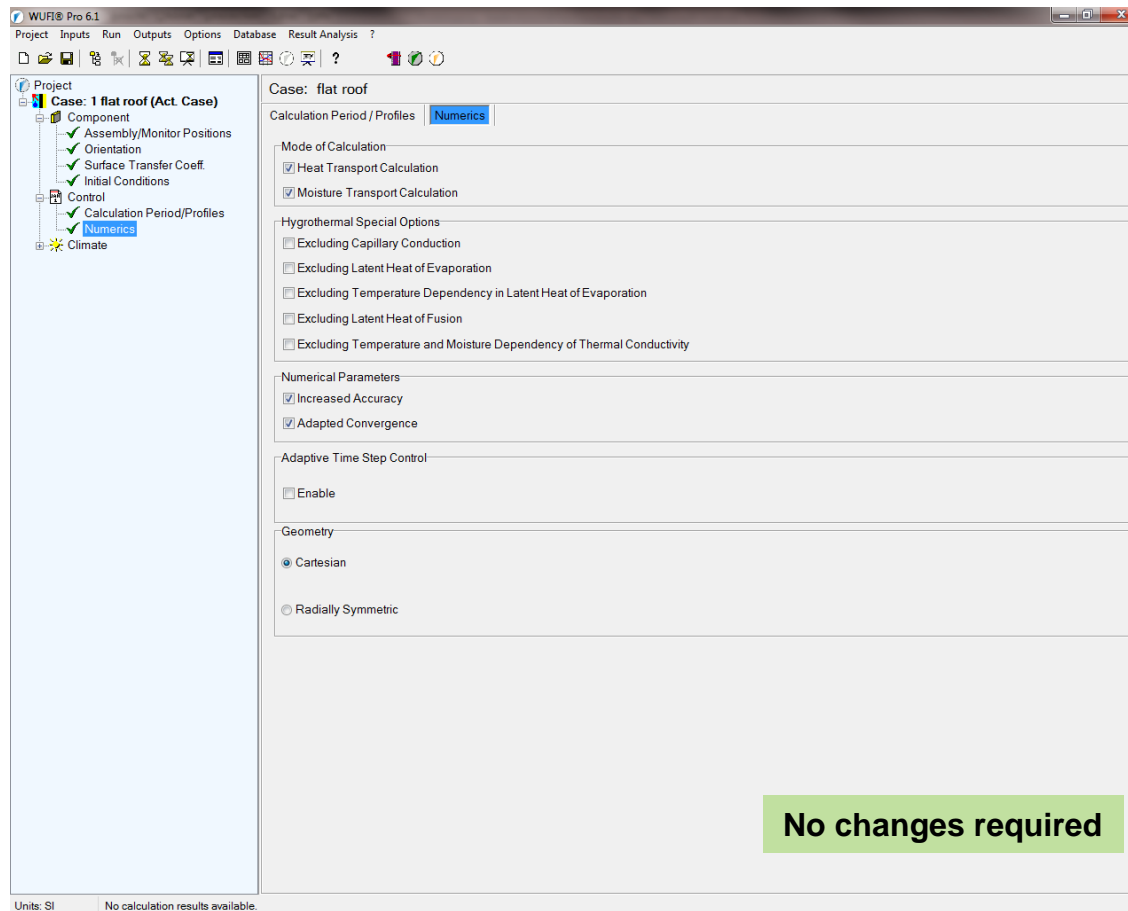 WUFI® Pro 6.1
Project Inputs Run Outputs Options Database Result Analysis ?
?
Project
Case: 1 flat roof (Act. Case)
Component
Assembly/Monitor Positions
Orientation
Surface Transfer Coeff.
Initial Conditions
Control
Calculation Period/Profiles
Numerics
Climate
Case: flat roof
Calculation Period / Profiles Numerics
Mode of Calculation
Heat Transport Calculation
Moisture Transport Calculation
Hygrothermal Special Options
Excluding Capillary Conduction
Excluding Latent Heat of Evaporation
Excluding Temperature Dependency in Latent Heat of Evaporation
Excluding Latent Heat of Fusion
Excluding Temperature and Moisture Dependency of Thermal Conductivity
Numerical Parameters
Increased Accuracy
Adapted Convergence
Adaptive Time Step Control
Enable
Geometry
Cartesian
Radially Symmetric
No changes required
Units: SI No calculation results available.